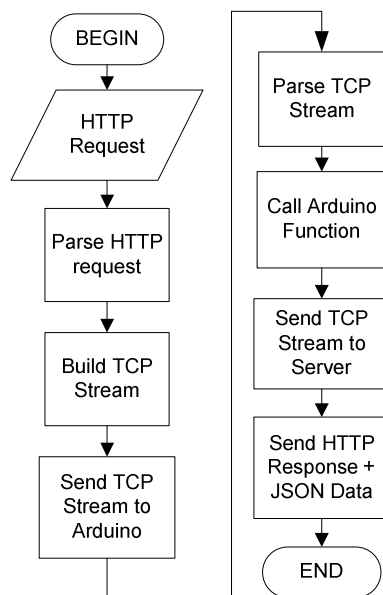 BEGIN
HTTP
Request
Parse HTTP
request
Build TCP
Stream
Send TCP
Stream to
Arduino
Parse TCP
Stream
Call Arduino
Function
Send TCP
Stream to
Server
Send HTTP
Response +
JSON Data
END